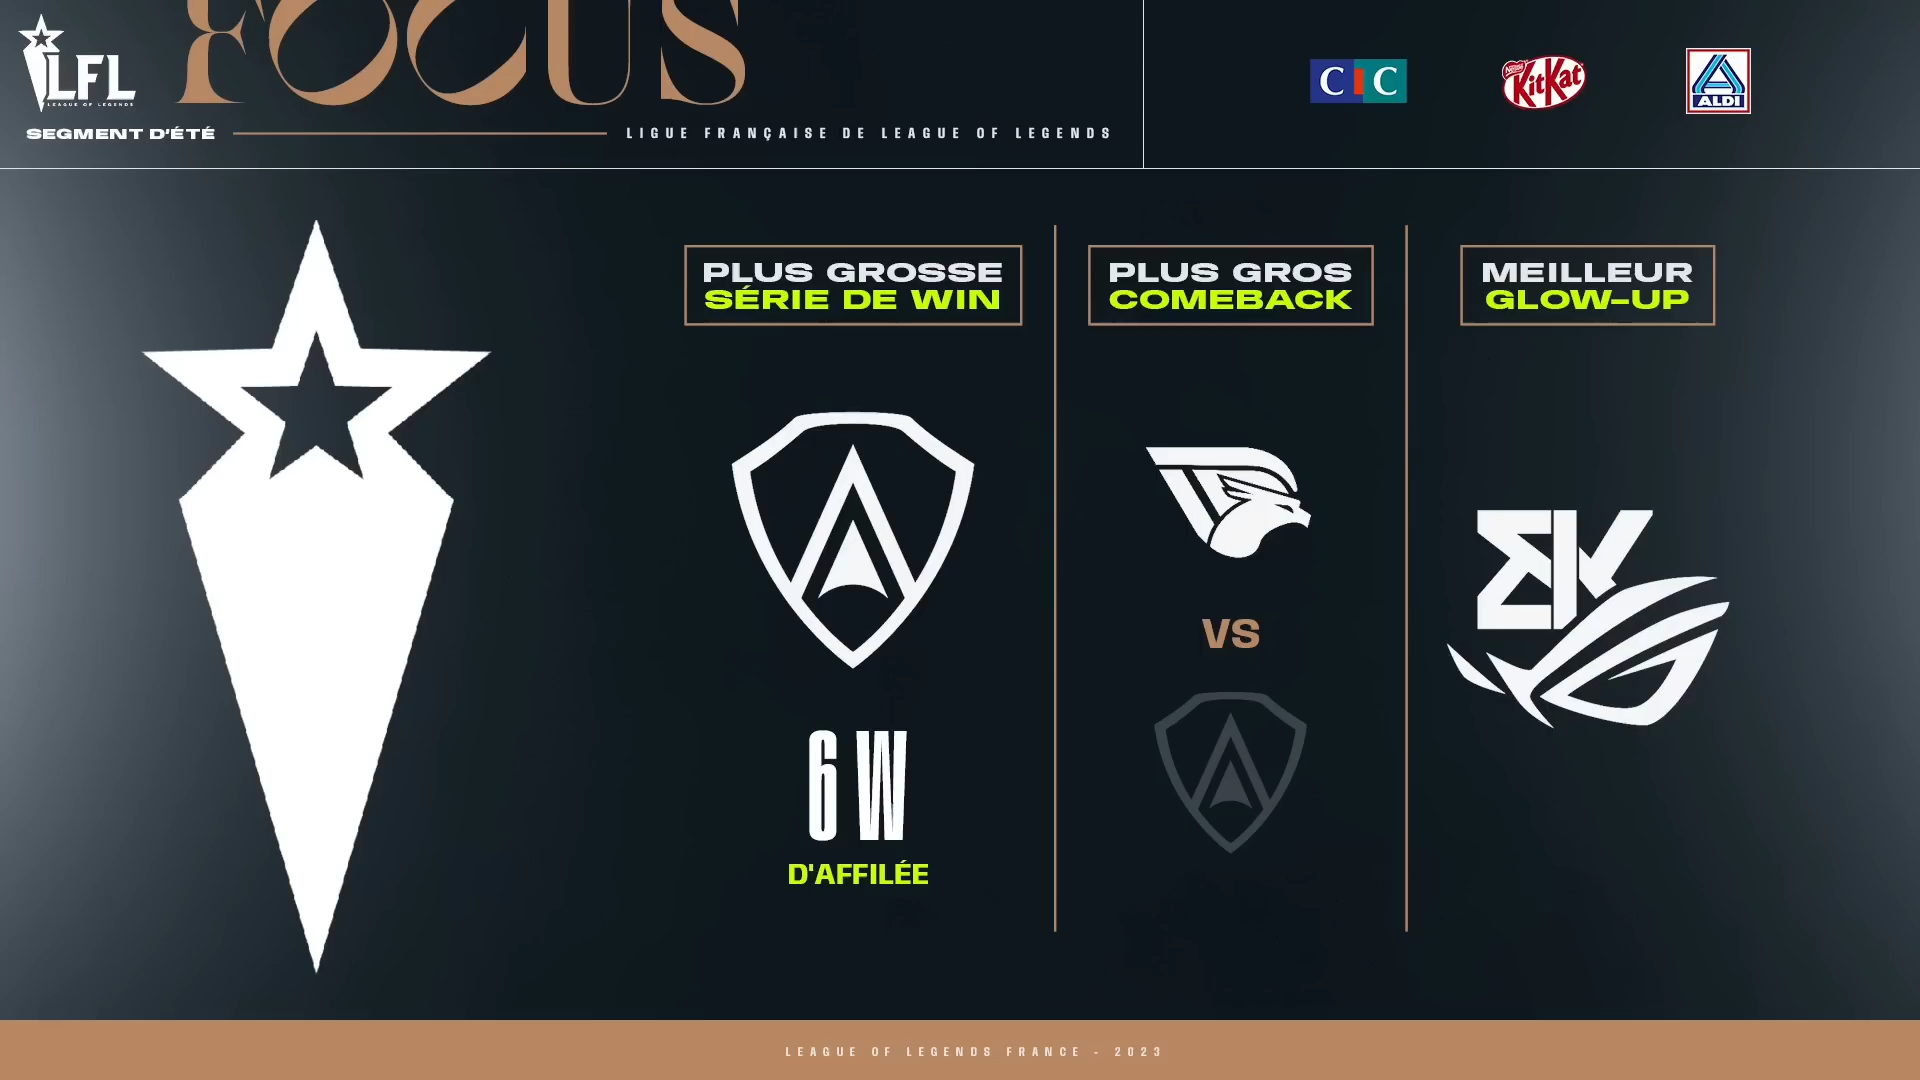 FOCUS
LFL
LEAGUE OF LEGENDS
SEGMENT D'ÉTÉ
LIGUE FRANÇAISE DE LEAGUE OF LEGENDS
CIC
Nestlé
KitKat
ALDI
PLUS GROSSE
SÉRIE DE WIN
6 W
D'AFFILÉE
PLUS GROS
COMEBACK
VS
MEILLEUR
GLOW-UP
LEAGUE OF LEGENDS FRANCE - 2023